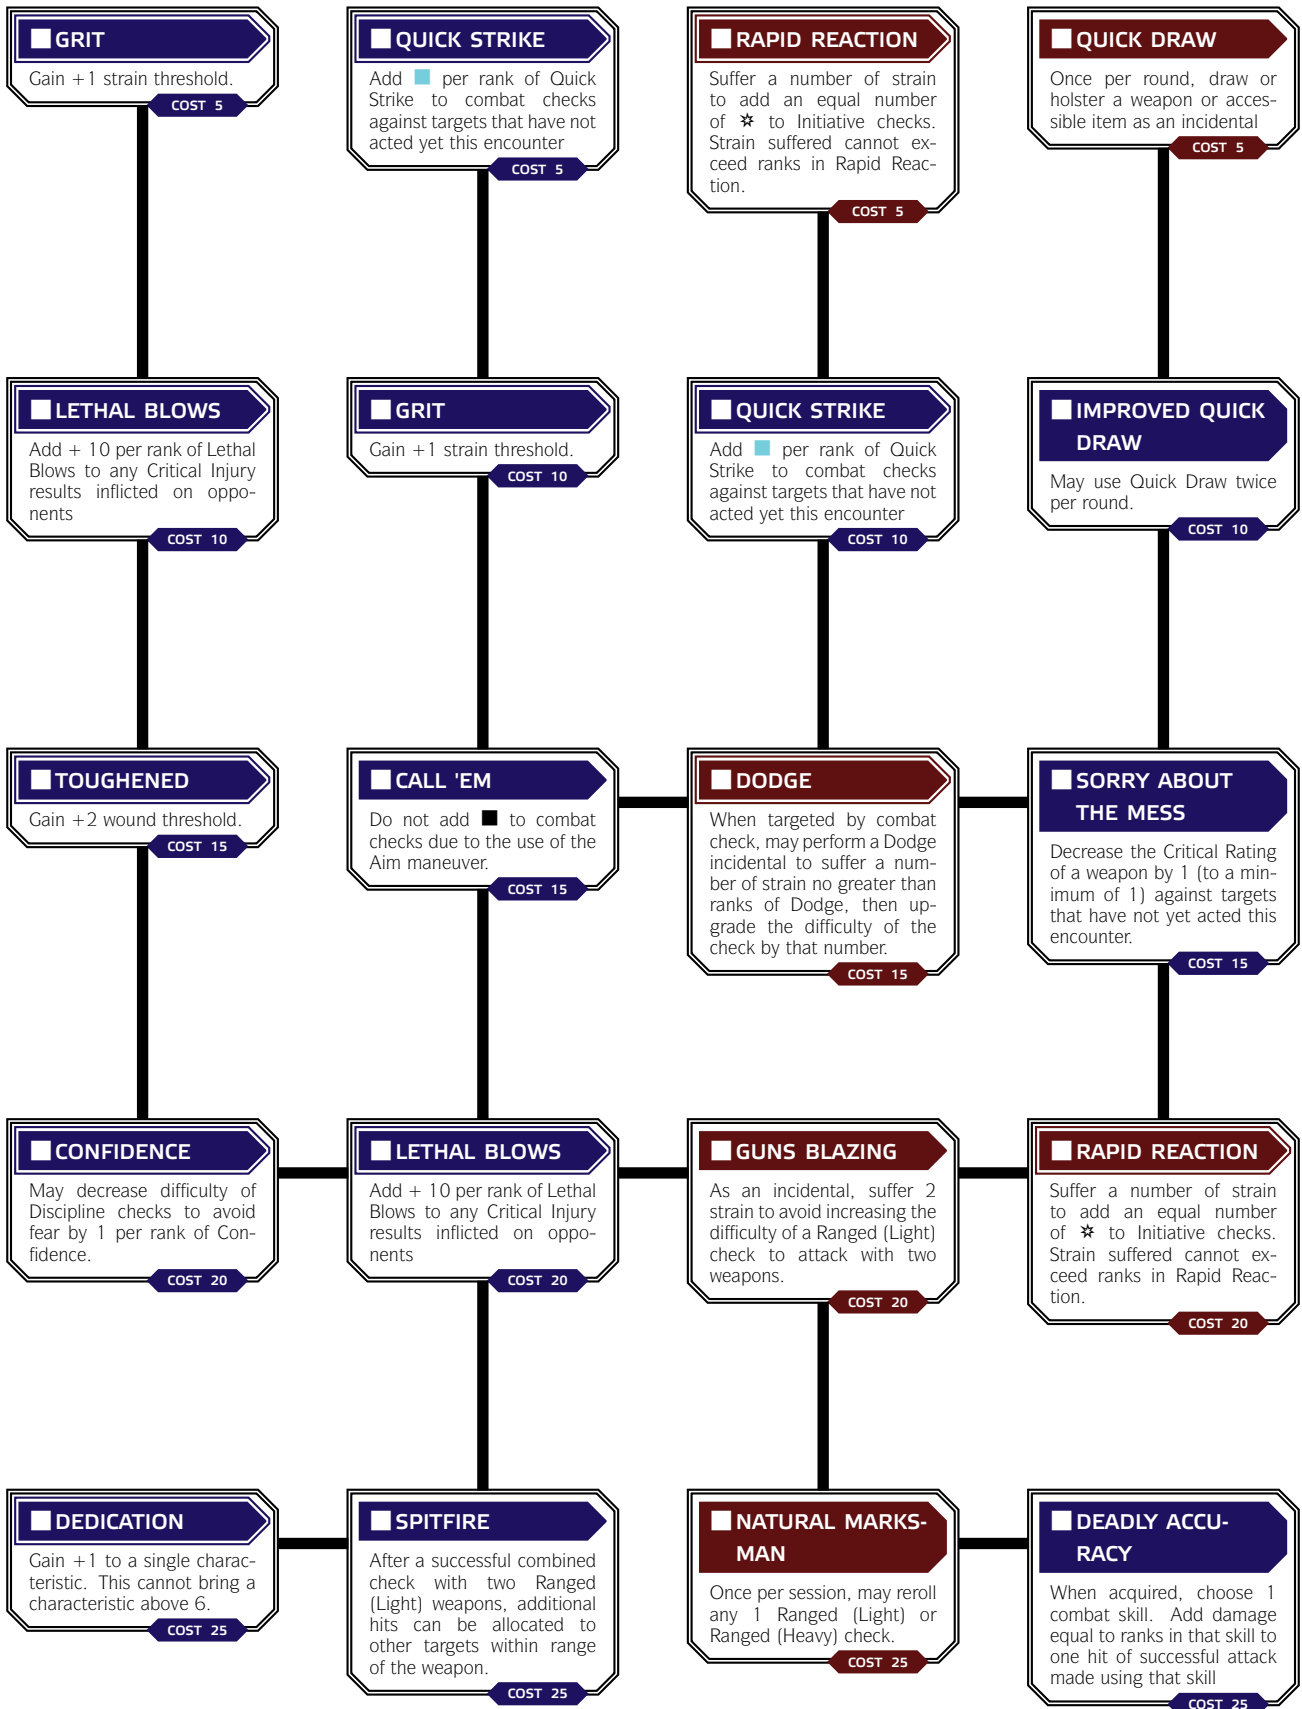 GRIT
Gain +1 strain threshold.
COST 5
QUICK STRIKE
Add per rank of Quick
Strike to combat checks
against targets that have not
acted yet this encounter
COST 5
RAPID REACTION
Suffer a number of strain
to add an equal number
of to Initiative checks.
Strain suffered cannot ex-
ceed ranks in Rapid Reac-
tion.
COST 5
QUICK DRAW
Once per round, draw or
holster a weapon or acces-
sible item as an incidental
COST 5
LETHAL BLOWS
Add + 10 per rank of Lethal
Blows to any Critical Injury
results inflicted on oppo-
nents
COST 10
GRIT
Gain +1 strain threshold.
COST 10
QUICK STRIKE
Add per rank of Quick
Strike to combat checks
against targets that have not
acted yet this encounter
COST 10
IMPROVED QUICK
DRAW
May use Quick Draw twice
per round.
COST 10
TOUGHENED
Gain +2 wound threshold.
COST 15
CALL 'EM
Do not add to combat
checks due to the use of the
Aim maneuver.
COST 15
DODGE
When targeted by combat
check, may perform a Dodge
incidental to suffer a num-
ber of strain no greater than
ranks of Dodge, then up-
grade the difficulty of the
check by that number.
COST 15
SORRY ABOUT
THE MESS
Decrease the Critical Rating
of a weapon by 1 (to a min-
imum of 1) against targets
that have not yet acted this
encounter.
COST 15
CONFIDENCE
May decrease difficulty of
Discipline checks to avoid
fear by 1 per rank of Con-
fidence.
COST 20
LETHAL BLOWS
Add + 10 per rank of Lethal
Blows to any Critical Injury
results inflicted on oppo-
nents
COST 20
GUNS BLAZING
As an incidental, suffer 2
strain to avoid increasing the
difficulty of a Ranged (Light)
check to attack with two
weapons.
COST 20
RAPID REACTION
Suffer a number of strain
to add an equal number
of to Initiative checks.
Strain suffered cannot ex-
ceed ranks in Rapid Reac-
tion.
COST 20
DEDICATION
Gain +1 to a single charac-
teristic. This cannot bring a
characteristic above 6.
COST 25
SPITFIRE
After a successful combined
check with two Ranged
(Light) weapons, additional
hits can be allocated to
other targets within range
of the weapon.
COST 25
NATURAL MARKS-
MAN
Once per session, may reroll
any 1 Ranged (Light) or
Ranged (Heavy) check.
COST 25
DEADLY ACCU-
RACY
When acquired, choose 1
combat skill. Add damage
equal to ranks in that skill to
one hit of successful attack
made using that skill
COST 25